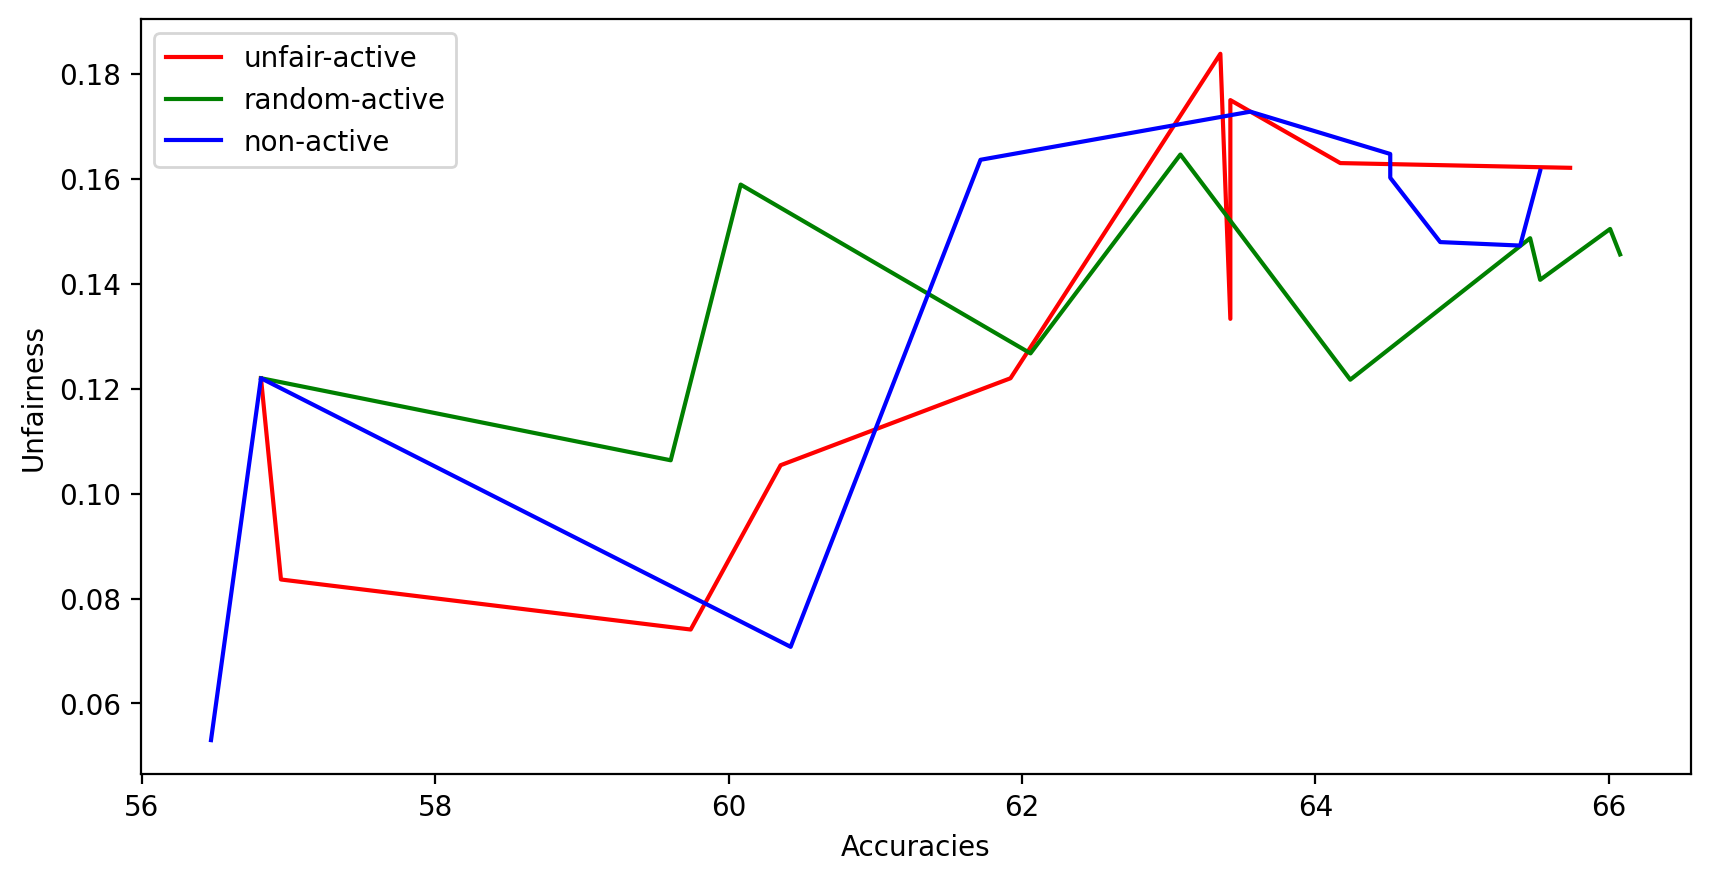 unfair-active
random-active
non-active
0.18
0.16
0.14
0.12
0.10
0.08
0.06
Unfairness
56 58 60 62 64 66
Accuracies